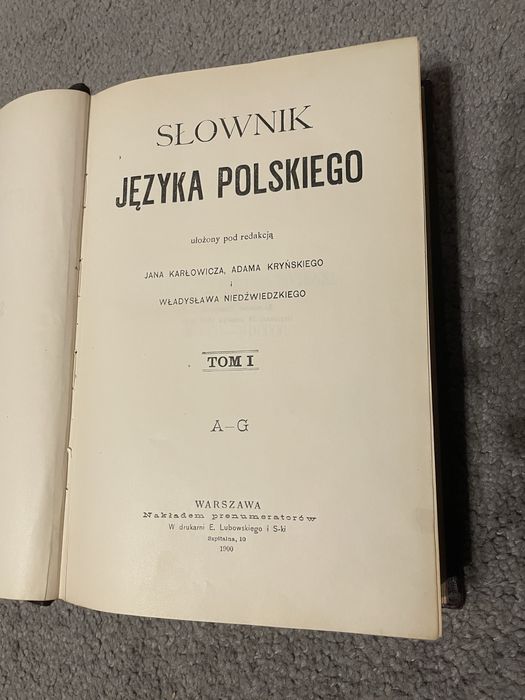 SŁOWNIK
JĘZYKA POLSKIEGO
ułożony pod redakcją
JANA KARŁOWICZA, ADAMA KRYŃSKIEGO
i
WŁADYSŁAWA NIEDŹWIEDZKIEGO
TOM I
A–G
WARSZAWA
Nakładem prenumeratorów
W drukarni E. Lubowskiego i S-ki
Szpitalna, 10
1900